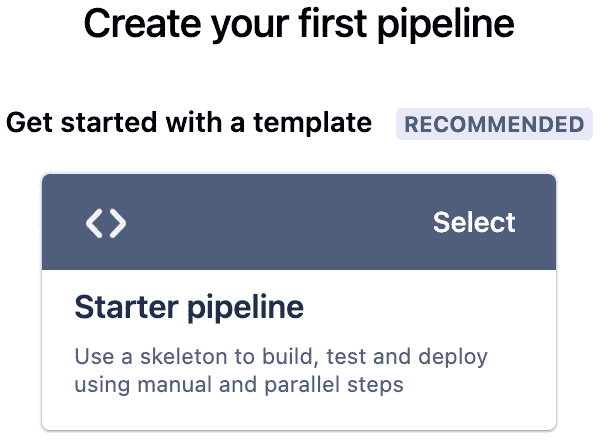 Create your first pipeline
Get started with a template RECOMMENDED
Select
Starter pipeline
Use a skeleton to build, test and deploy
using manual and parallel steps